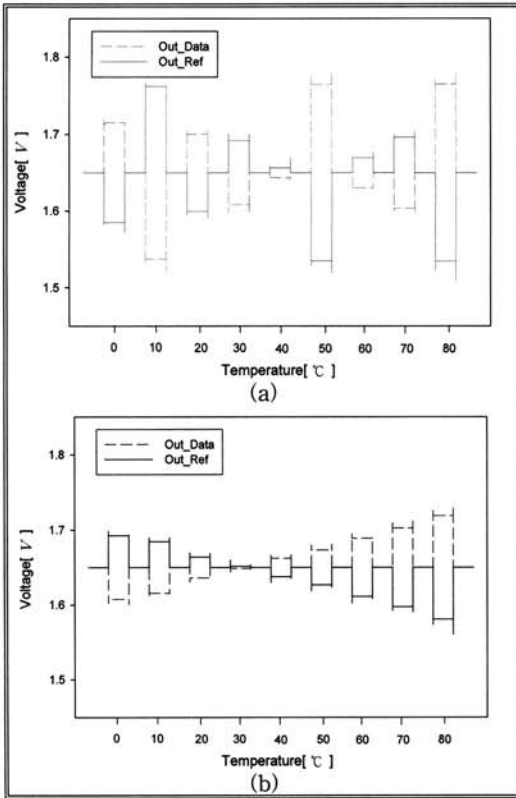 1.8
1.7
1.6
1.5
Voltage[ V ]
Out_Data
Out_Ref
0 10 20 30 40 50 60 70 80
Temperature[ ℃ ]
(a)
1.8
1.7
1.6
1.5
Voltage[ V ]
Out_Data
Out_Ref
0 10 20 30 40 50 60 70 80
Temperature[ ℃ ]
(b)